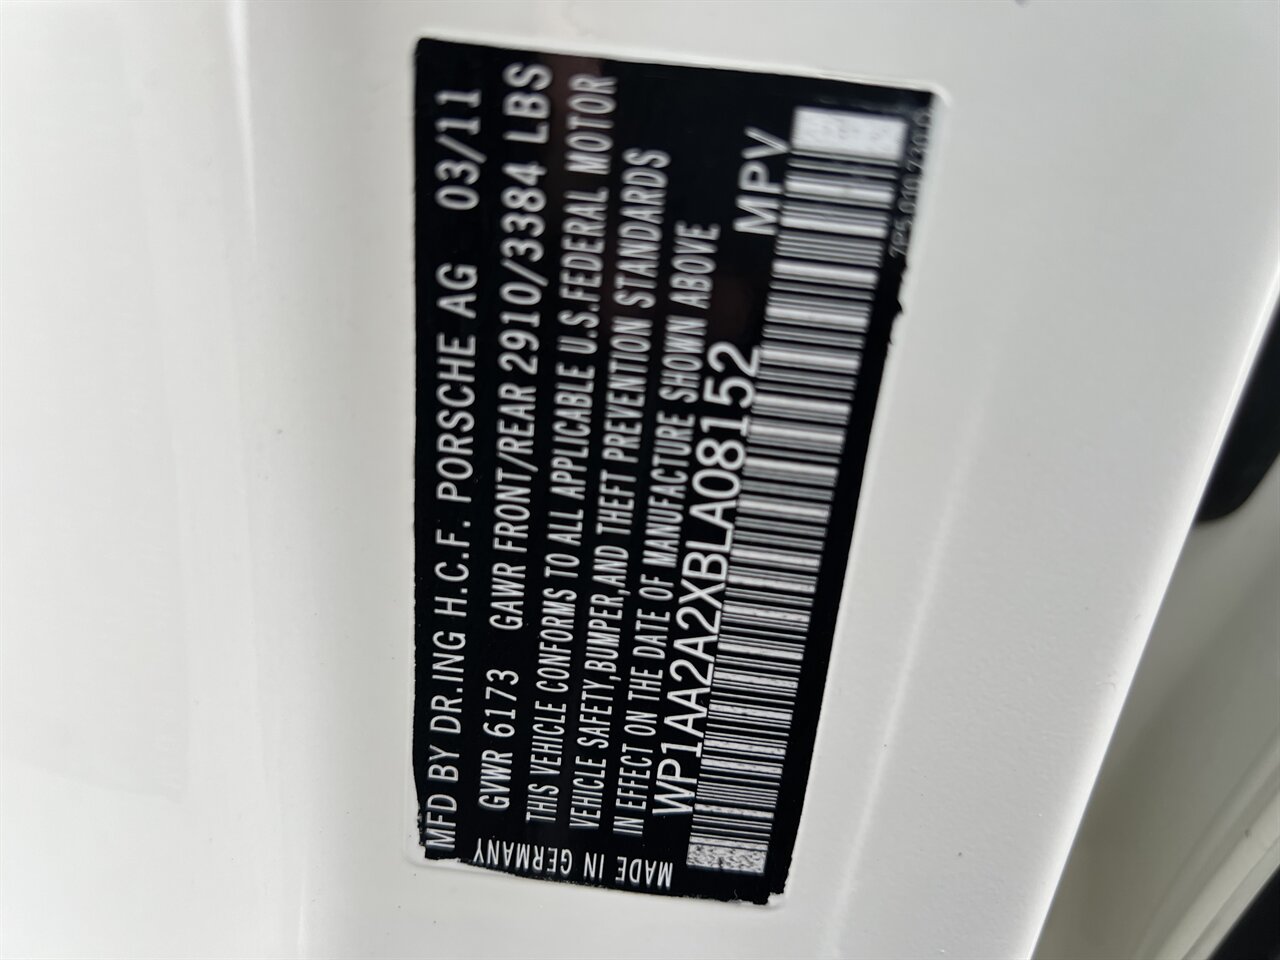 MFD BY DR.ING H.C.F. PORSCHE AG 03/11
GVWR 6173 GAWR FRONT/REAR 2910/3384 LBS
THIS VEHICLE CONFORMS TO ALL APPLICABLE U.S.FEDERAL MOTOR
VEHICLE SAFETY,BUMPER,AND THEFT PREVENTION STANDARDS
IN EFFECT ON THE DATE OF MANUFACTURE SHOWN ABOVE
WP1AA2A2XBLA08152 MPV
MADE IN GERMANY